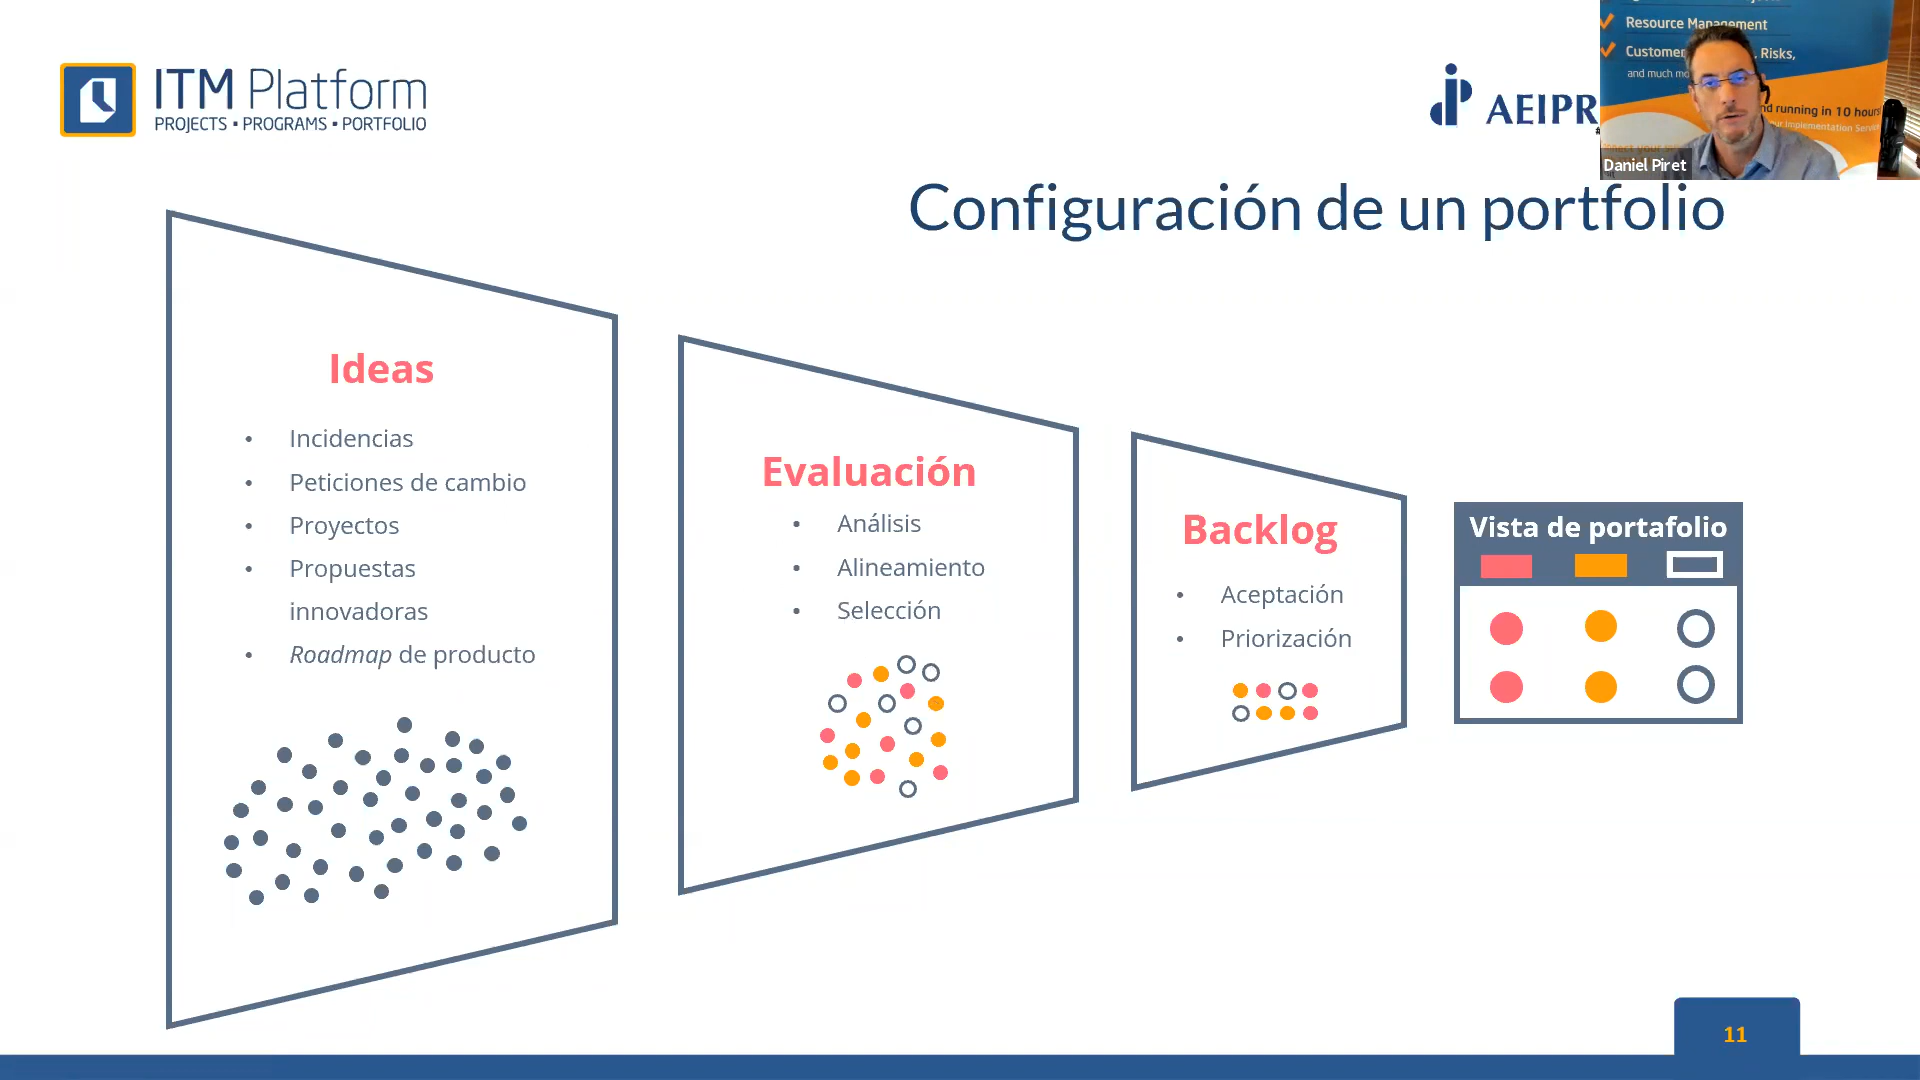 ITM Platform
PROJECTS ▪ PROGRAMS ▪ PORTFOLIO
AEIPR
Resource Management
Customer
Risks,
and much
running in 10 hours
Daniel Piret
Configuración de un portfolio
Ideas
• Incidencias
• Peticiones de cambio
• Proyectos
• Propuestas
innovadoras
• Roadmap de producto
Evaluación
• Análisis
• Alineamiento
• Selección
Backlog
• Aceptación
• Priorización
Vista de portafolio
11